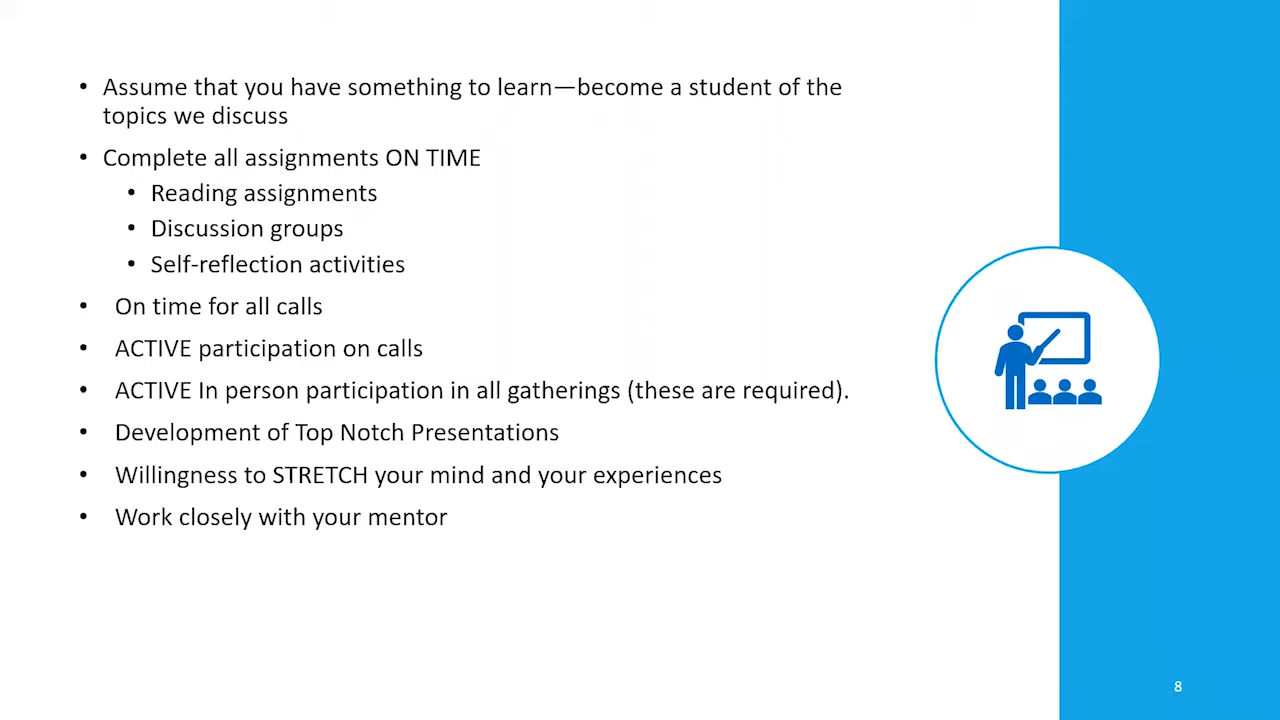 • Assume that you have something to learn—become a student of the
topics we discuss
• Complete all assignments ON TIME
• Reading assignments
• Discussion groups
• Self-reflection activities
• On time for all calls
• ACTIVE participation on calls
• ACTIVE In person participation in all gatherings (these are required).
• Development of Top Notch Presentations
• Willingness to STRETCH your mind and your experiences
• Work closely with your mentor
8